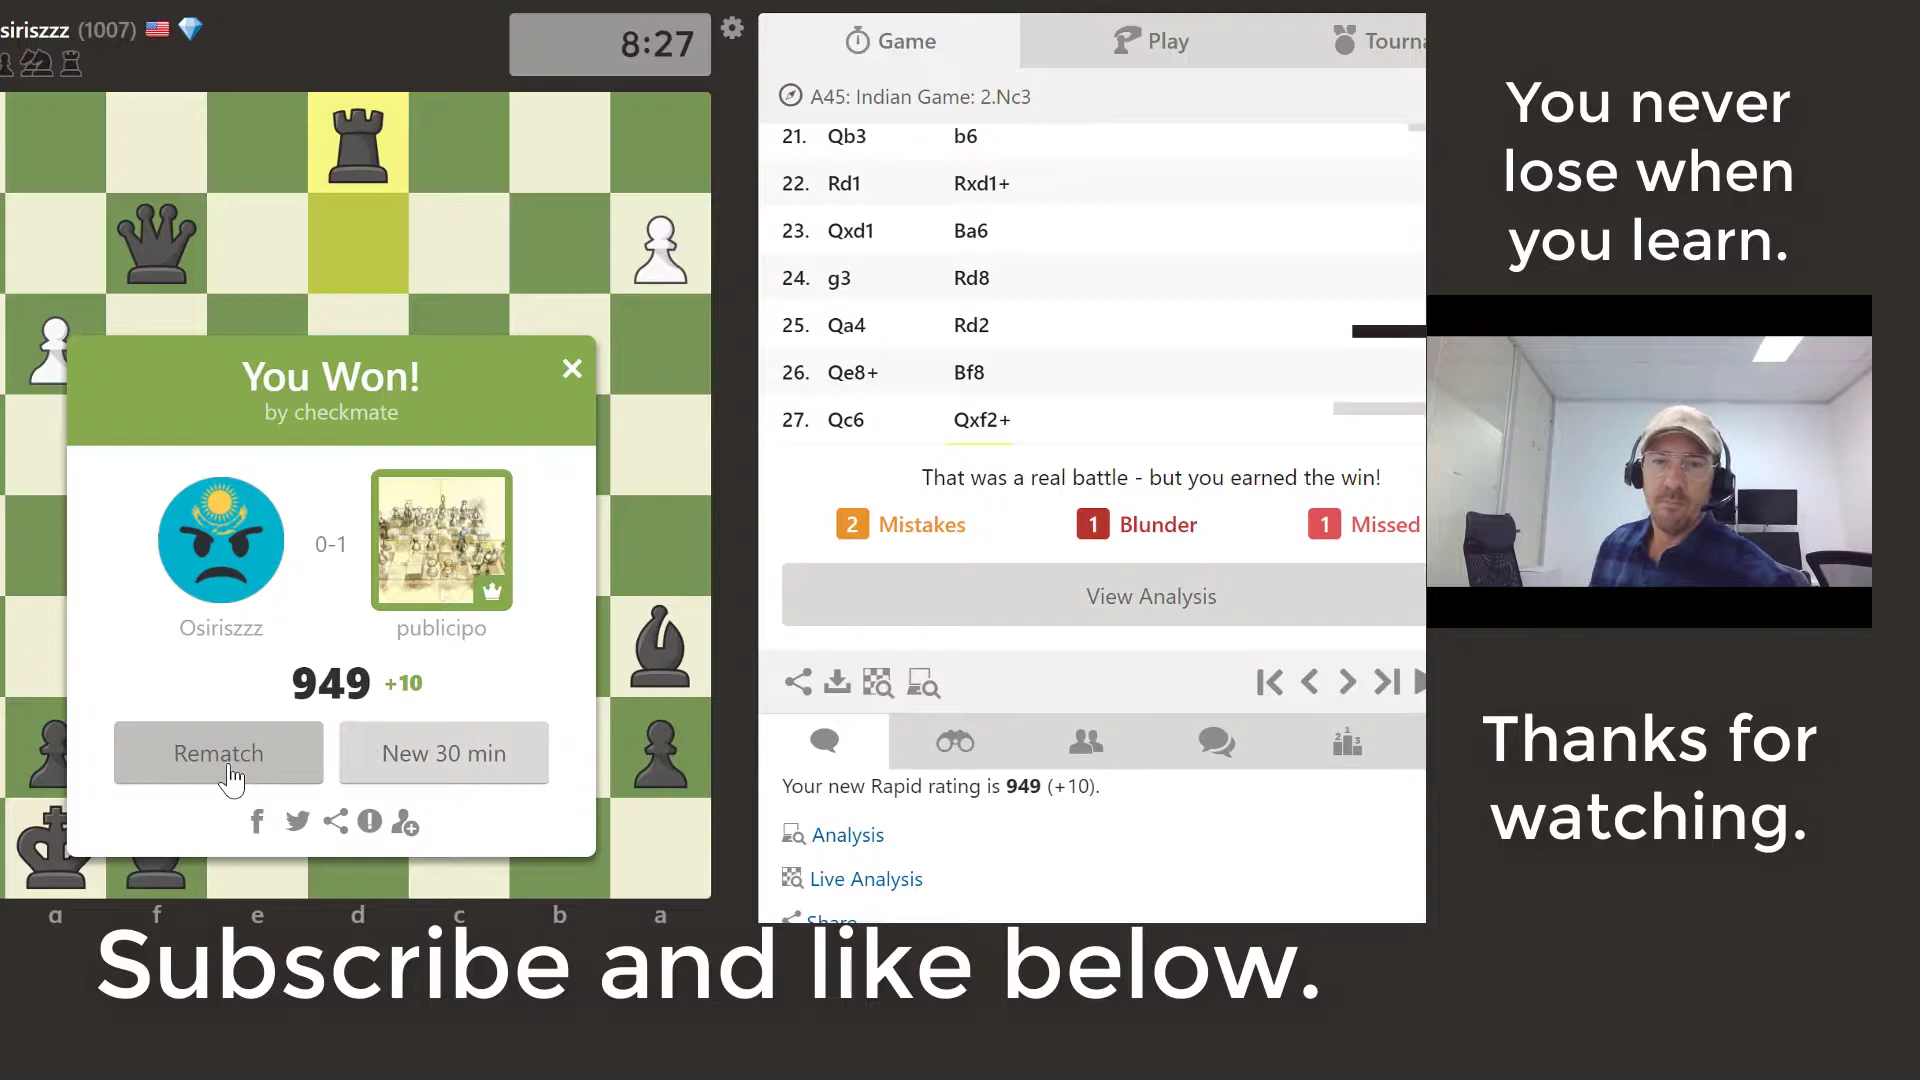 siriszzz (1007)
8:27
Game
Play
Tourna
A45: Indian Game: 2.Nc3
21. Qb3 b6
22. Rd1 Rxd1+
23. Qxd1 Ba6
24. g3 Rd8
25. Qa4 Rd2
26. Qe8+ Bf8
27. Qc6 Qxf2+
That was a real battle - but you earned the win!
2 Mistakes
1 Blunder
1 Missed
View Analysis
Your new Rapid rating is 949 (+10).
Analysis
Live Analysis
Share
You Won!
by checkmate
0-1
Osiriszzz
publicipo
949 +10
Rematch
New 30 min
g f e d c b a
You never
lose when
you learn.
Thanks for
watching.
Subscribe and like below.